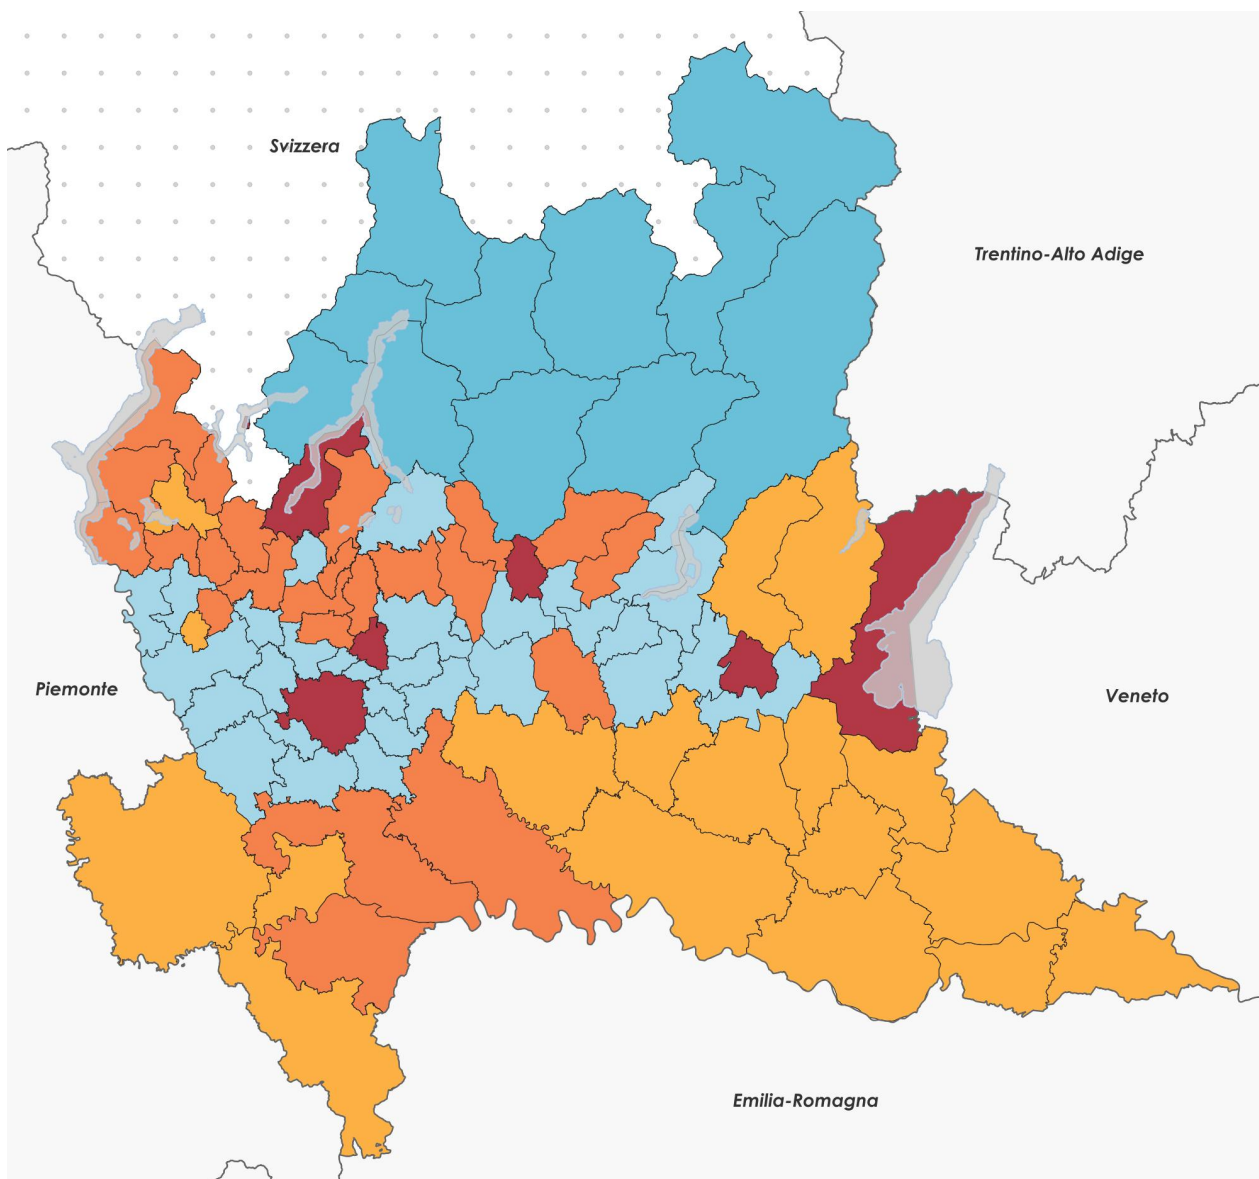 Svizzera
Trentino-Alto Adige
Piemonte
Veneto
Emilia-Romagna